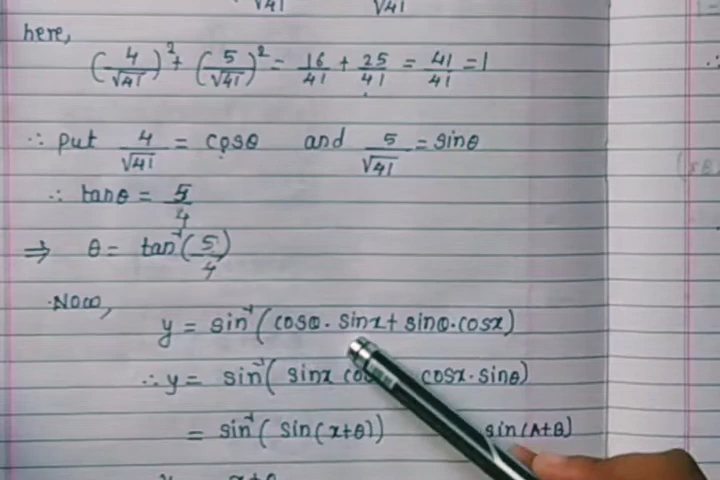 √41 √41
here,
(4/√41)² + (5/√41)² = 16/41 + 25/41 = 41/41 = 1
∴ put 4/√41 = cosθ and 5/√41 = sinθ
∴ tanθ = 5/4
⇒ θ = tan⁻¹(5/4)
Now,
y = sin⁻¹(cosθ · sinx + sinθ · cosx)
∴ y = sin⁻¹(sinx cosx · sinθ)
= sin⁻¹(sin(x+θ)) sin(A+B)
x+θ